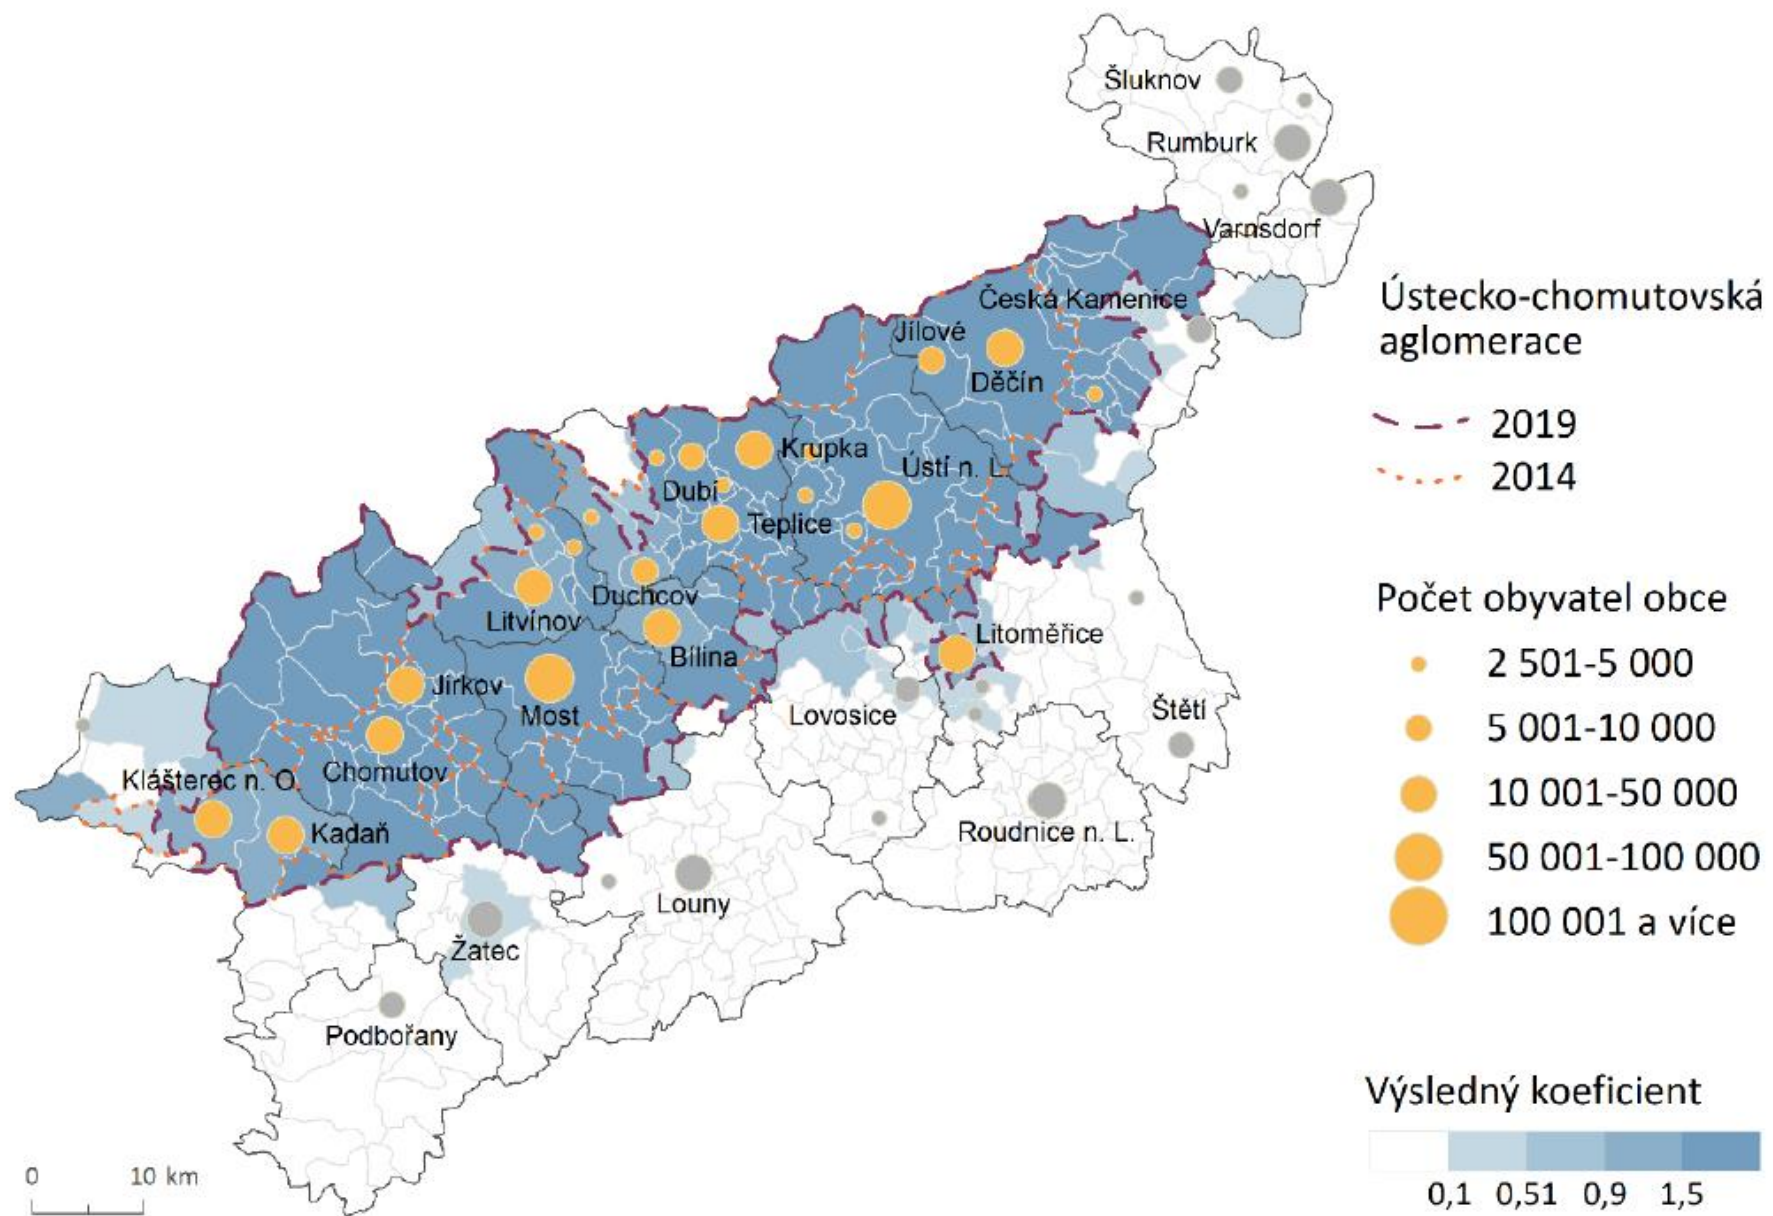 Šluknov
Rumburk
Varnsdorf
Česká Kamenice
Jílové
Děčín
Krupka
Ústí n. L.
Dubí
Teplice
Duchcov
Litvínov
Bílina
Litoměřice
Jirkov
Most
Lovosice
Štětí
Klášterec n. O.
Chomutov
Kadaň
Roudnice n. L.
Louny
Žatec
Podbořany
0 10 km
Ústecko-chomutovská
aglomerace
2019
2014
Počet obyvatel obce
2 501-5 000
5 001-10 000
10 001-50 000
50 001-100 000
100 001 a více
Výsledný koeficient
0,1 0,51 0,9 1,5